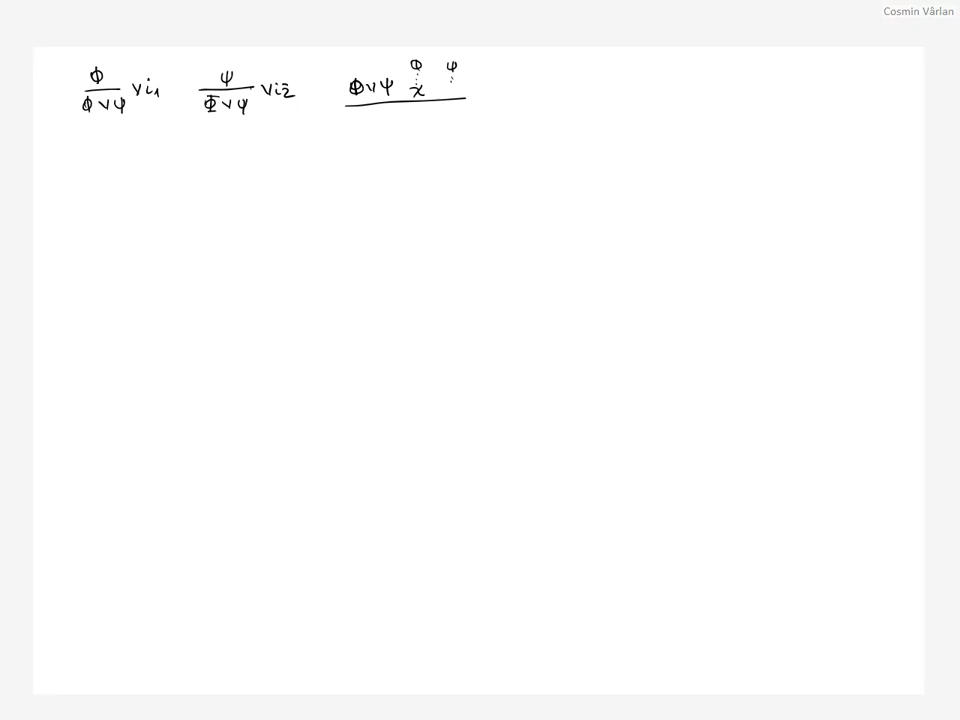 Cosmin Vârlan
Φ Ψ Φ Ψ
Φ∨Ψ ∨i₁ Φ∨Ψ ∨i₂ Φ∨Ψ ⋮ ⋮
χ